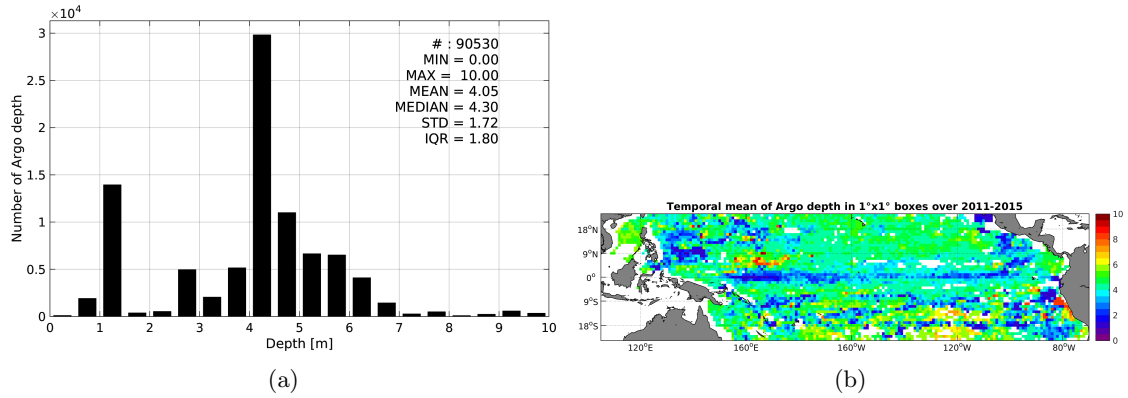 ×10⁴
3
2.5
2
1.5
1
0.5
0
Number of Argo depth
# : 90530
MIN = 0.00
MAX = 10.00
MEAN = 4.05
MEDIAN = 4.30
STD = 1.72
IQR = 1.80
0 1 2 3 4 5 6 7 8 9 10
Depth [m]
(a)
Temporal mean of Argo depth in 1°x1° boxes over 2011-2015
18°N
9°N
0°
9°S
18°S
120°E 160°E 160°W 120°W 80°W
10
8
6
4
2
0
(b)